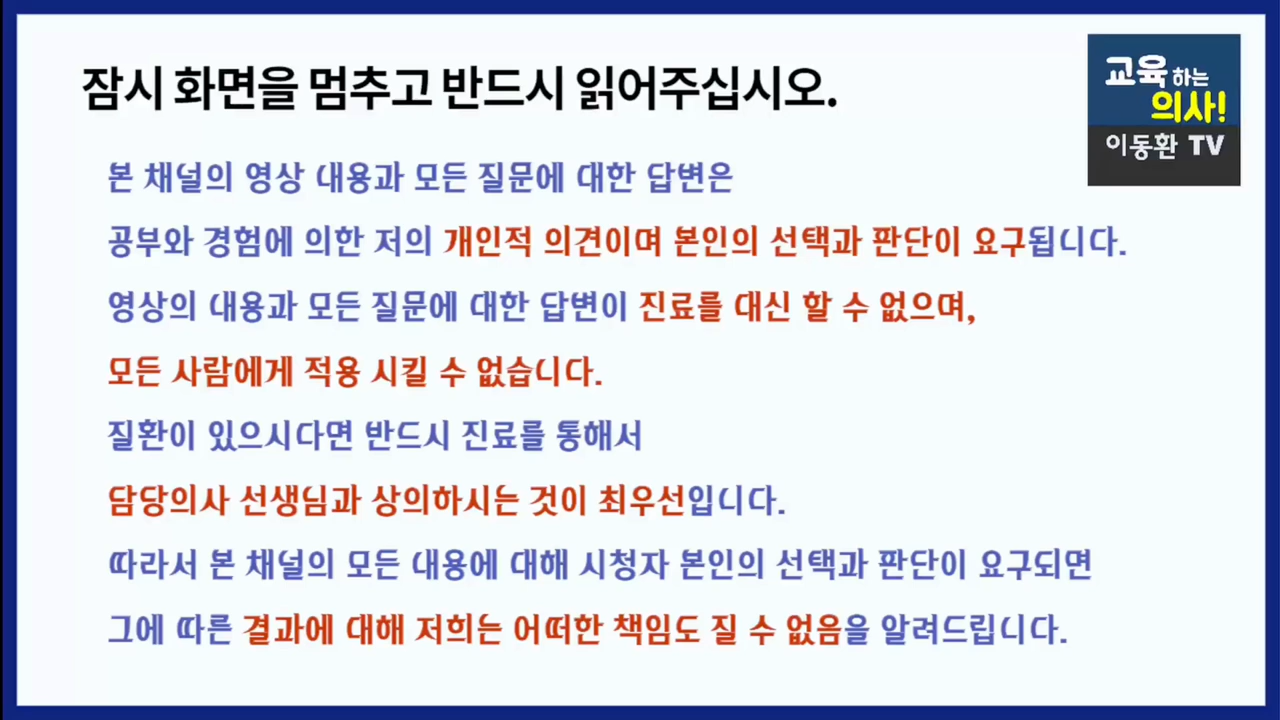 잠시 화면을 멈추고 반드시 읽어주십시오.
교육하는
의사!
이동환 TV
본 채널의 영상 내용과 모든 질문에 대한 답변은
공부와 경험에 의한 저의 개인적 의견이며 본인의 선택과 판단이 요구됩니다.
영상의 내용과 모든 질문에 대한 답변이 진료를 대신 할 수 없으며,
모든 사람에게 적용 시킬 수 없습니다.
질환이 있으시다면 반드시 진료를 통해서
담당의사 선생님과 상의하시는 것이 최우선입니다.
따라서 본 채널의 모든 내용에 대해 시청자 본인의 선택과 판단이 요구되면
그에 따른 결과에 대해 저희는 어떠한 책임도 질 수 없음을 알려드립니다.